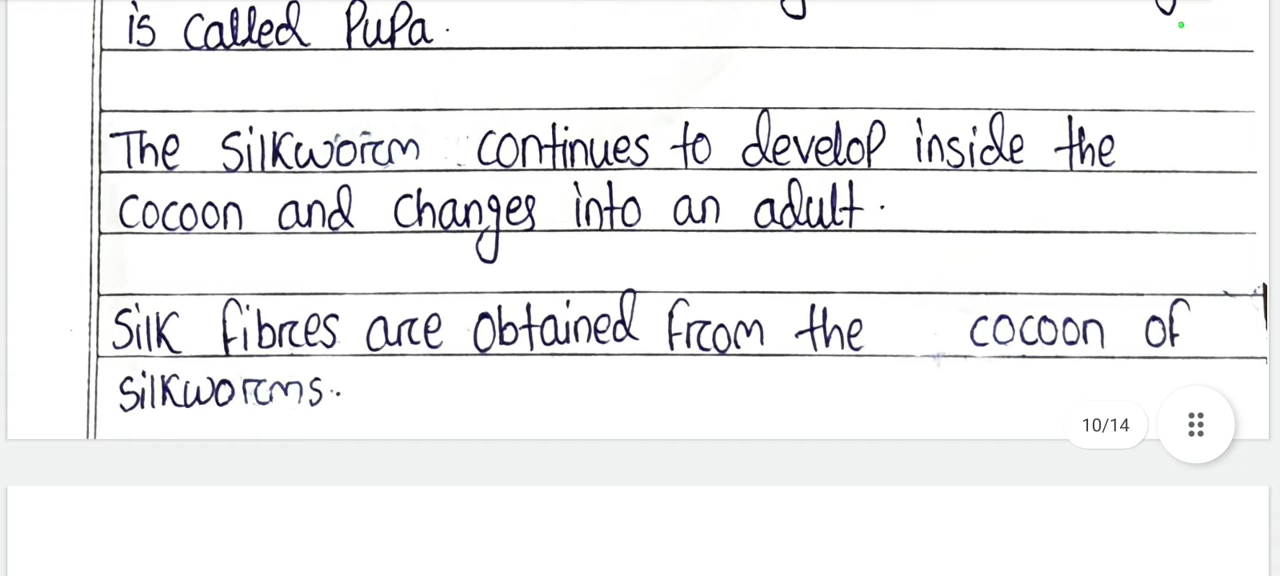 is called Pupa.
The silkworm continues to develop inside the
cocoon and changes into an adult.
Silk fibres are obtained from the cocoon of
silkworms..
10/14